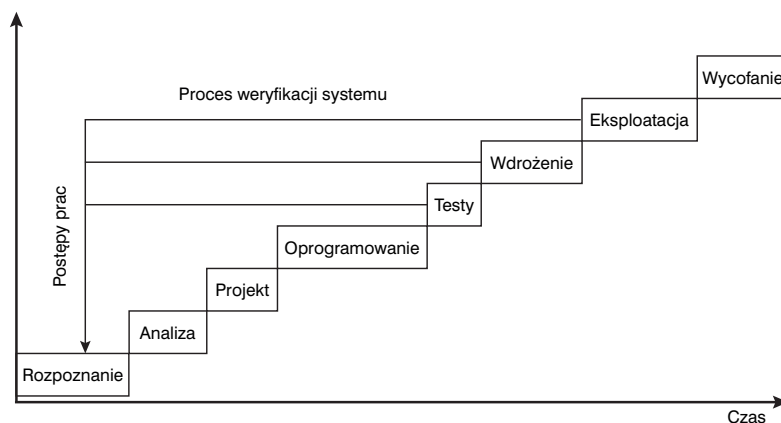 Wycofanie
Proces weryfikacji systemu
Eksploatacja
Wdrożenie
Testy
Oprogramowanie
Projekt
Analiza
Rozpoznanie
Postępy prac
Czas